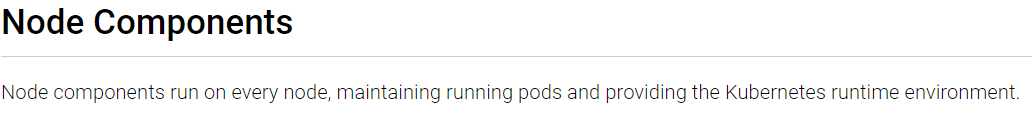 Node Components
Node components run on every node, maintaining running pods and providing the Kubernetes runtime environment.